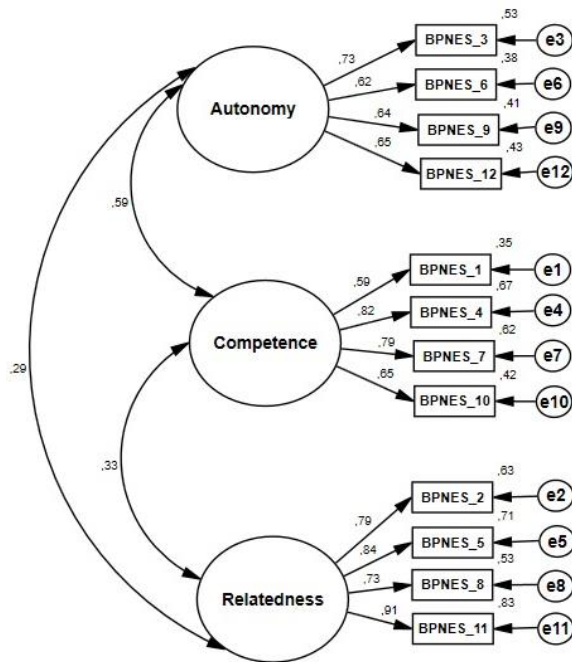 ,53
,73
BPNES_3
e3
,38
,62
BPNES_6
e6
Autonomy
,41
,64
BPNES_9
e9
,43
,65
BPNES_12
e12
,59
,35
,59
BPNES_1
e1
,67
,82
BPNES_4
e4
Competence
,62
,79
BPNES_7
e7
,42
,65
BPNES_10
e10
,29
,33
,63
,79
BPNES_2
e2
,71
,84
BPNES_5
e5
Relatedness
,53
,73
BPNES_8
e8
,83
,91
BPNES_11
e11